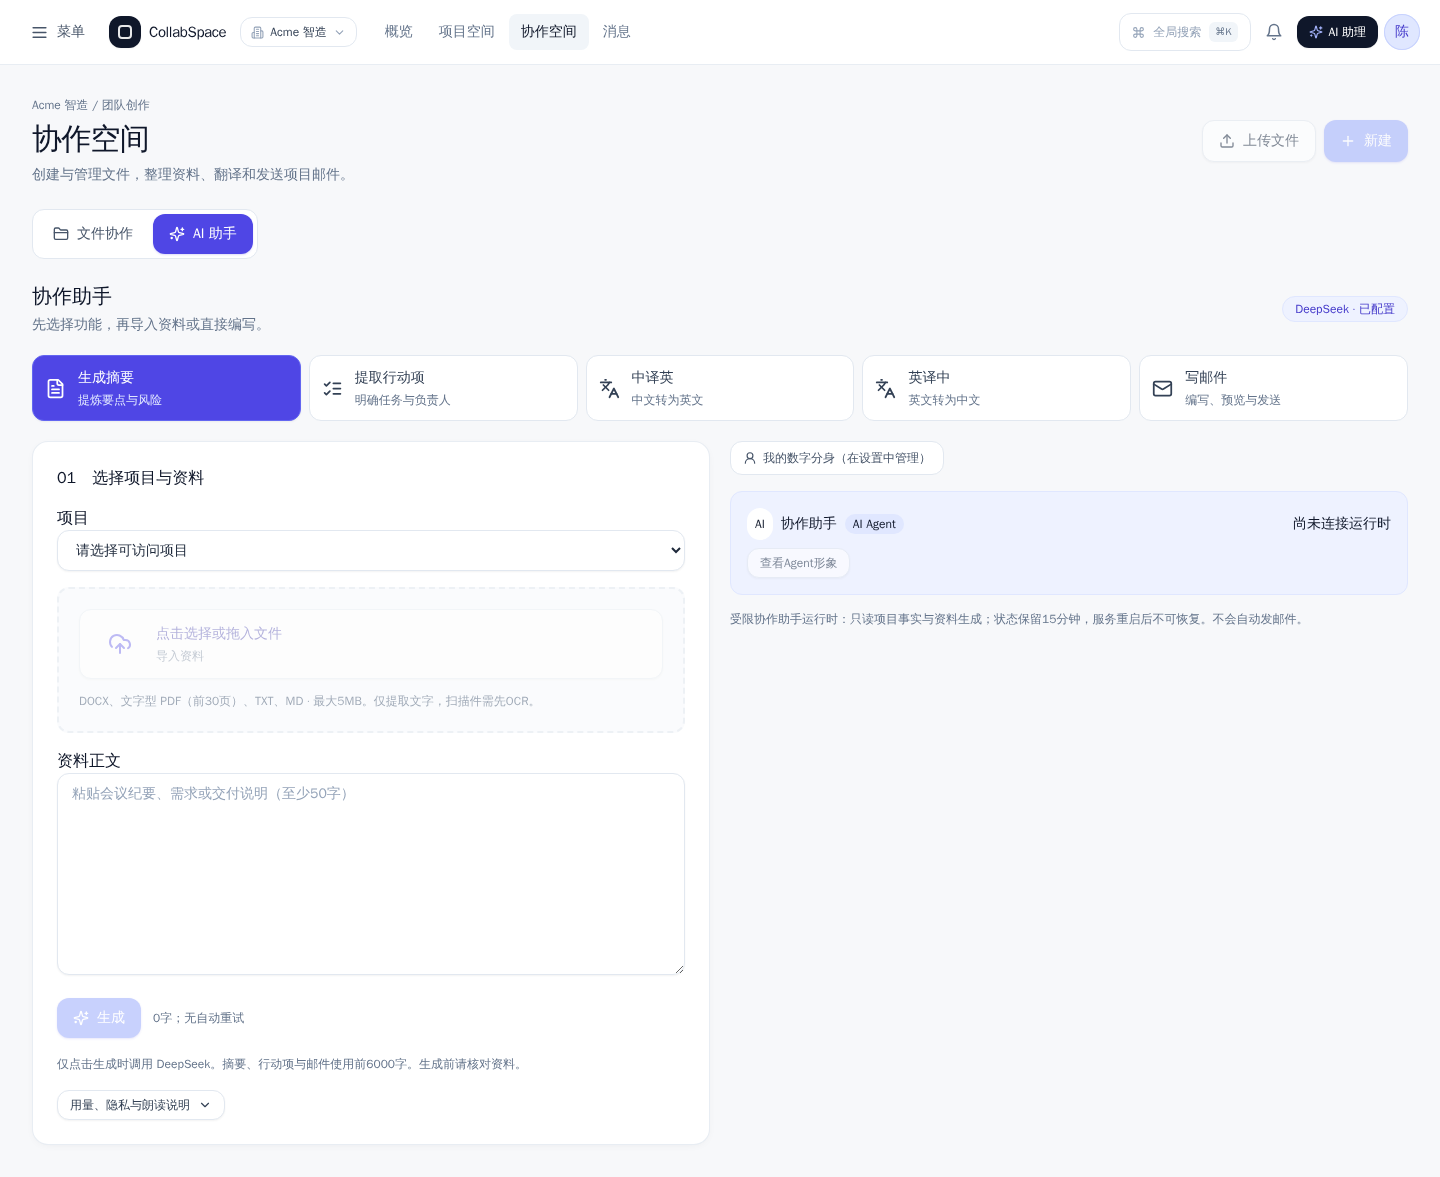 菜单
CollabSpace
Acme 智造
概览
项目空间
协作空间
消息
全局搜索 ⌘K
AI 助理
陈
Acme 智造 / 团队创作
协作空间
创建与管理文件，整理资料、翻译和发送项目邮件。
上传文件
新建
文件协作
AI 助手
协作助手
先选择功能，再导入资料或直接编写。
DeepSeek · 已配置
生成摘要
提炼要点与风险
提取行动项
明确任务与负责人
中译英
中文转为英文
英译中
英文转为中文
写邮件
编写、预览与发送
01 选择项目与资料
项目
请选择可访问项目
点击选择或拖入文件
导入资料
DOCX、文字型 PDF（前30页）、TXT、MD · 最大5MB。仅提取文字，扫描件需先OCR。
资料正文
粘贴会议纪要、需求或交付说明（至少50字）
生成
0字；无自动重试
仅点击生成时调用 DeepSeek。摘要、行动项与邮件使用前6000字。生成前请核对资料。
用量、隐私与朗读说明
我的数字分身（在设置中管理）
AI 协作助手 AI Agent
尚未连接运行时
查看Agent形象
受限协作助手运行时：只读项目事实与资料生成；状态保留15分钟，服务重启后不可恢复。不会自动发邮件。